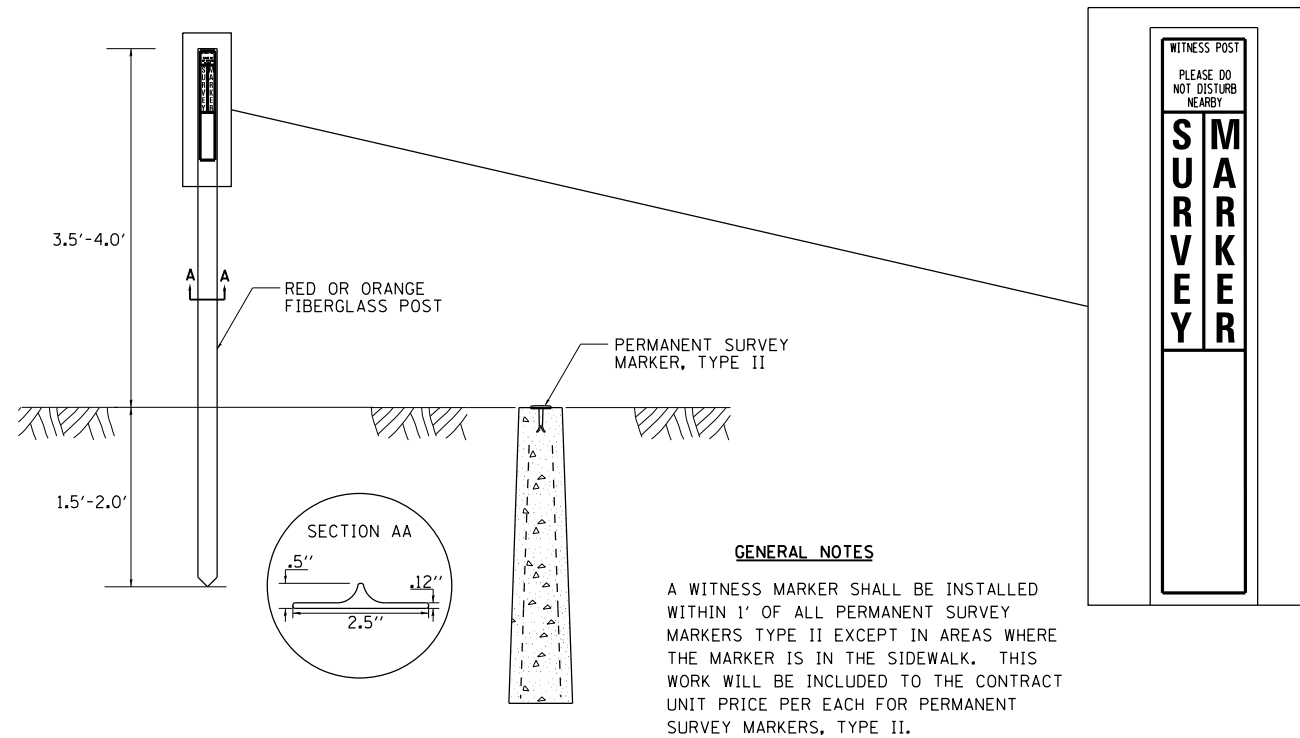 3.5'-4.0'
A A
RED OR ORANGE
FIBERGLASS POST
PERMANENT SURVEY
MARKER, TYPE II
1.5'-2.0'
SECTION AA
.5''
.12''
2.5''
WITNESS POST
PLEASE DO
NOT DISTURB
NEARBY
SURVEY
MARKER
GENERAL NOTES
A WITNESS MARKER SHALL BE INSTALLED
WITHIN 1' OF ALL PERMANENT SURVEY
MARKERS TYPE II EXCEPT IN AREAS WHERE
THE MARKER IS IN THE SIDEWALK. THIS
WORK WILL BE INCLUDED TO THE CONTRACT
UNIT PRICE PER EACH FOR PERMANENT
SURVEY MARKERS, TYPE II.